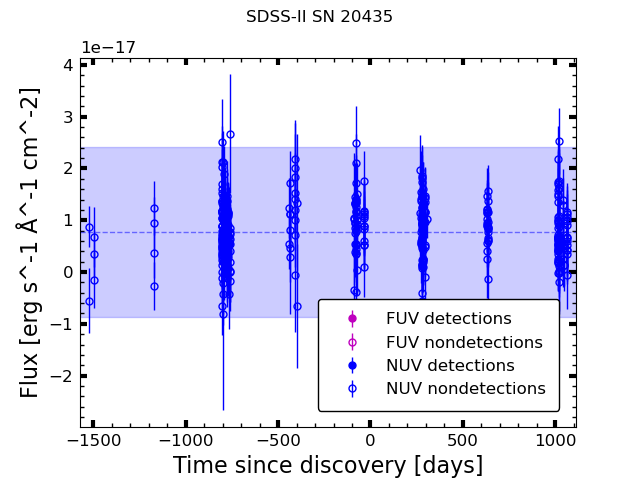 SDSS-II SN 20435
1e−17
4
3
2
1
0
−1
−2
Flux [erg s^-1 Å^-1 cm^-2]
FUV detections
FUV nondetections
NUV detections
NUV nondetections
−1500 −1000 −500 0 500 1000
Time since discovery [days]